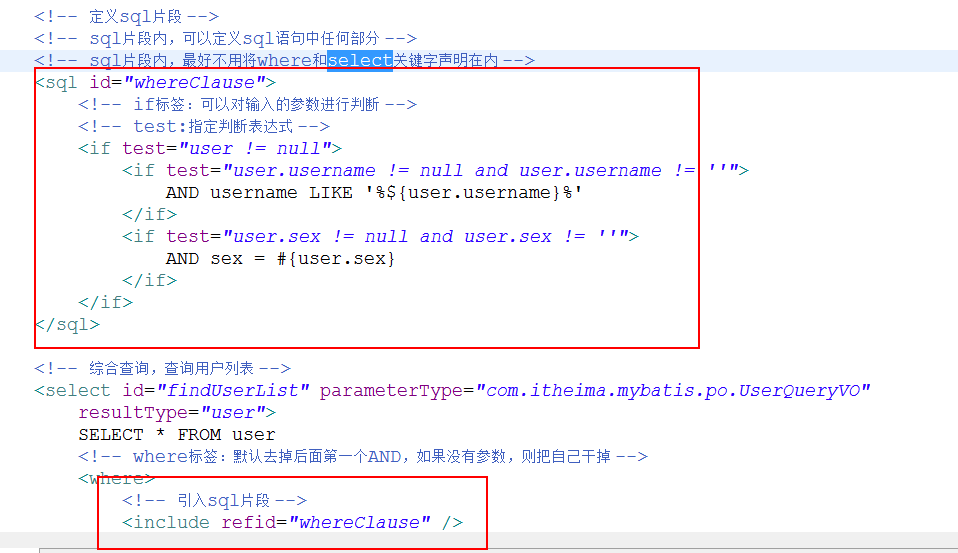 <!-- 定义sql片段 -->
<!-- sql片段内，可以定义sql语句中任何部分 -->
<!-- sql片段内，最好不用将where和select关键字声明在内 -->
<sql id="whereClause">
<!-- if标签：可以对输入的参数进行判断 -->
<!-- test:指定判断表达式 -->
<if test="user != null">
<if test="user.username != null and user.username != ''">
AND username LIKE '%${user.username}%'
</if>
<if test="user.sex != null and user.sex != ''">
AND sex = #{user.sex}
</if>
</if>
</sql>
<!-- 综合查询，查询用户列表 -->
<select id="findUserList" parameterType="com.itheima.mybatis.po.UserQueryVO"
resultType="user">
SELECT * FROM user
<!-- where标签：默认去掉后面第一个AND，如果没有参数，则把自己干掉 -->
<where>
<!-- 引入sql片段 -->
<include refid="whereClause" />